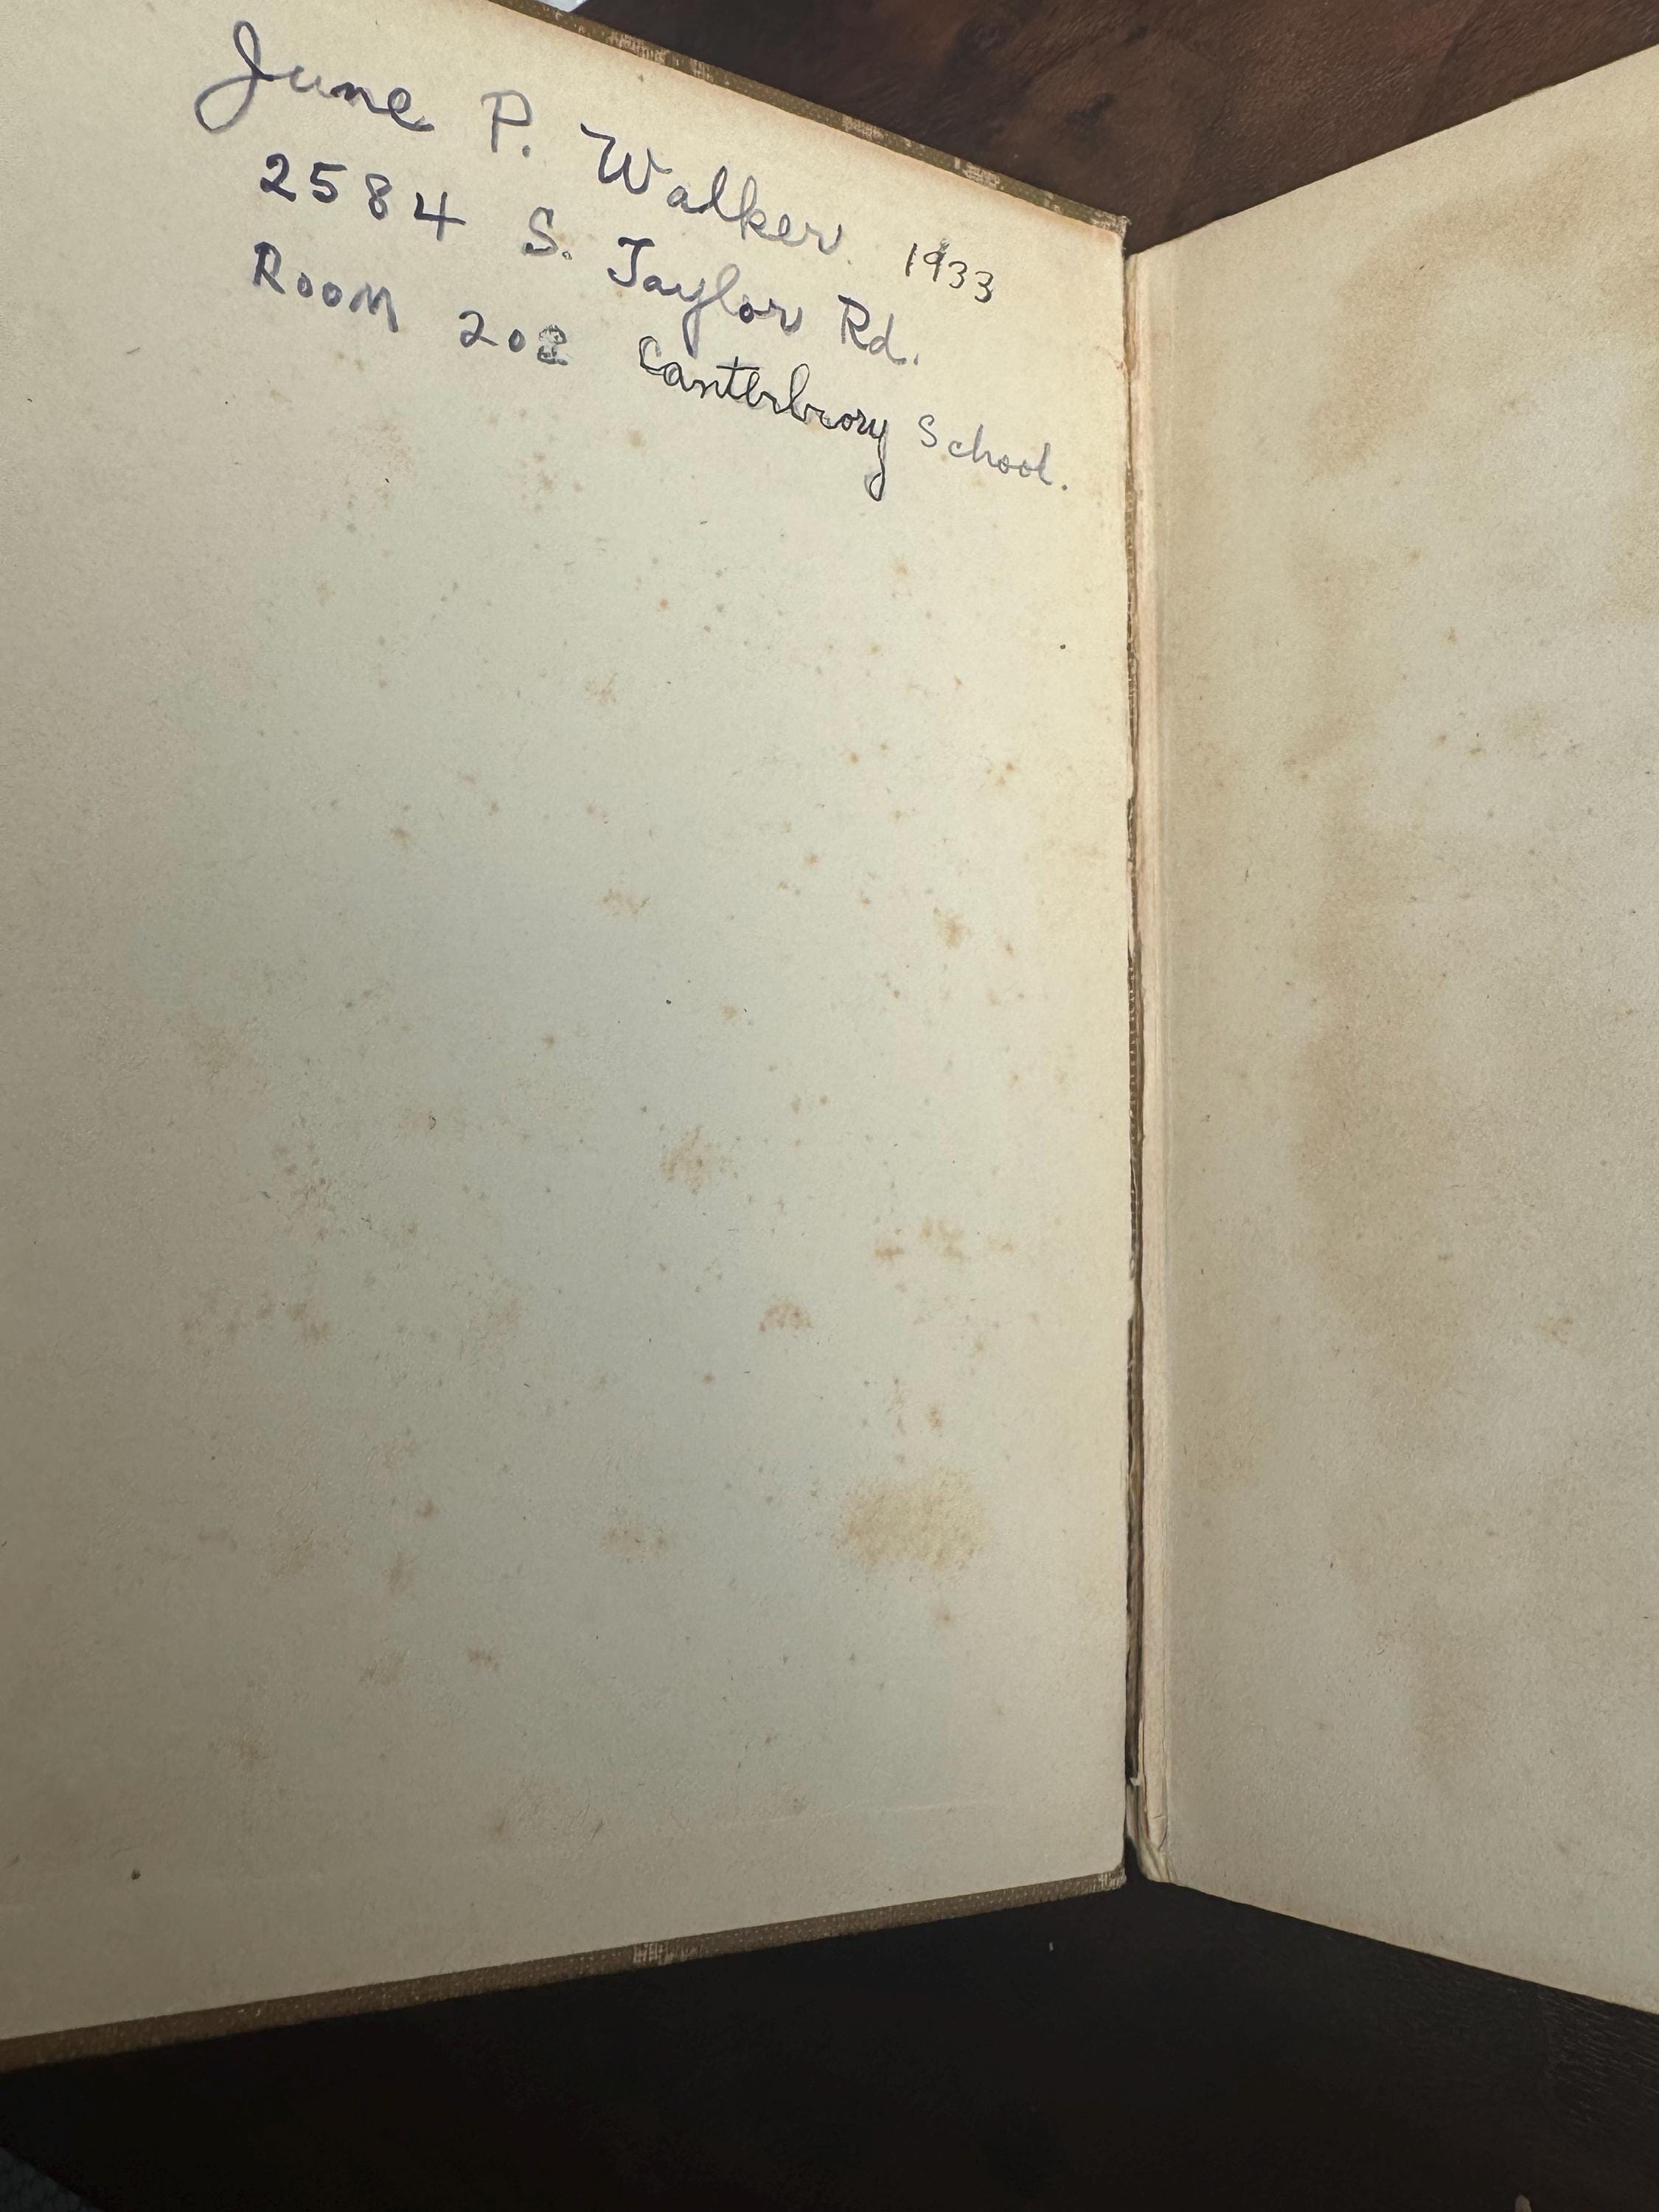 June P. Walker. 1933
2584 S. Taylor Rd.
Room 202 Canterbury School.